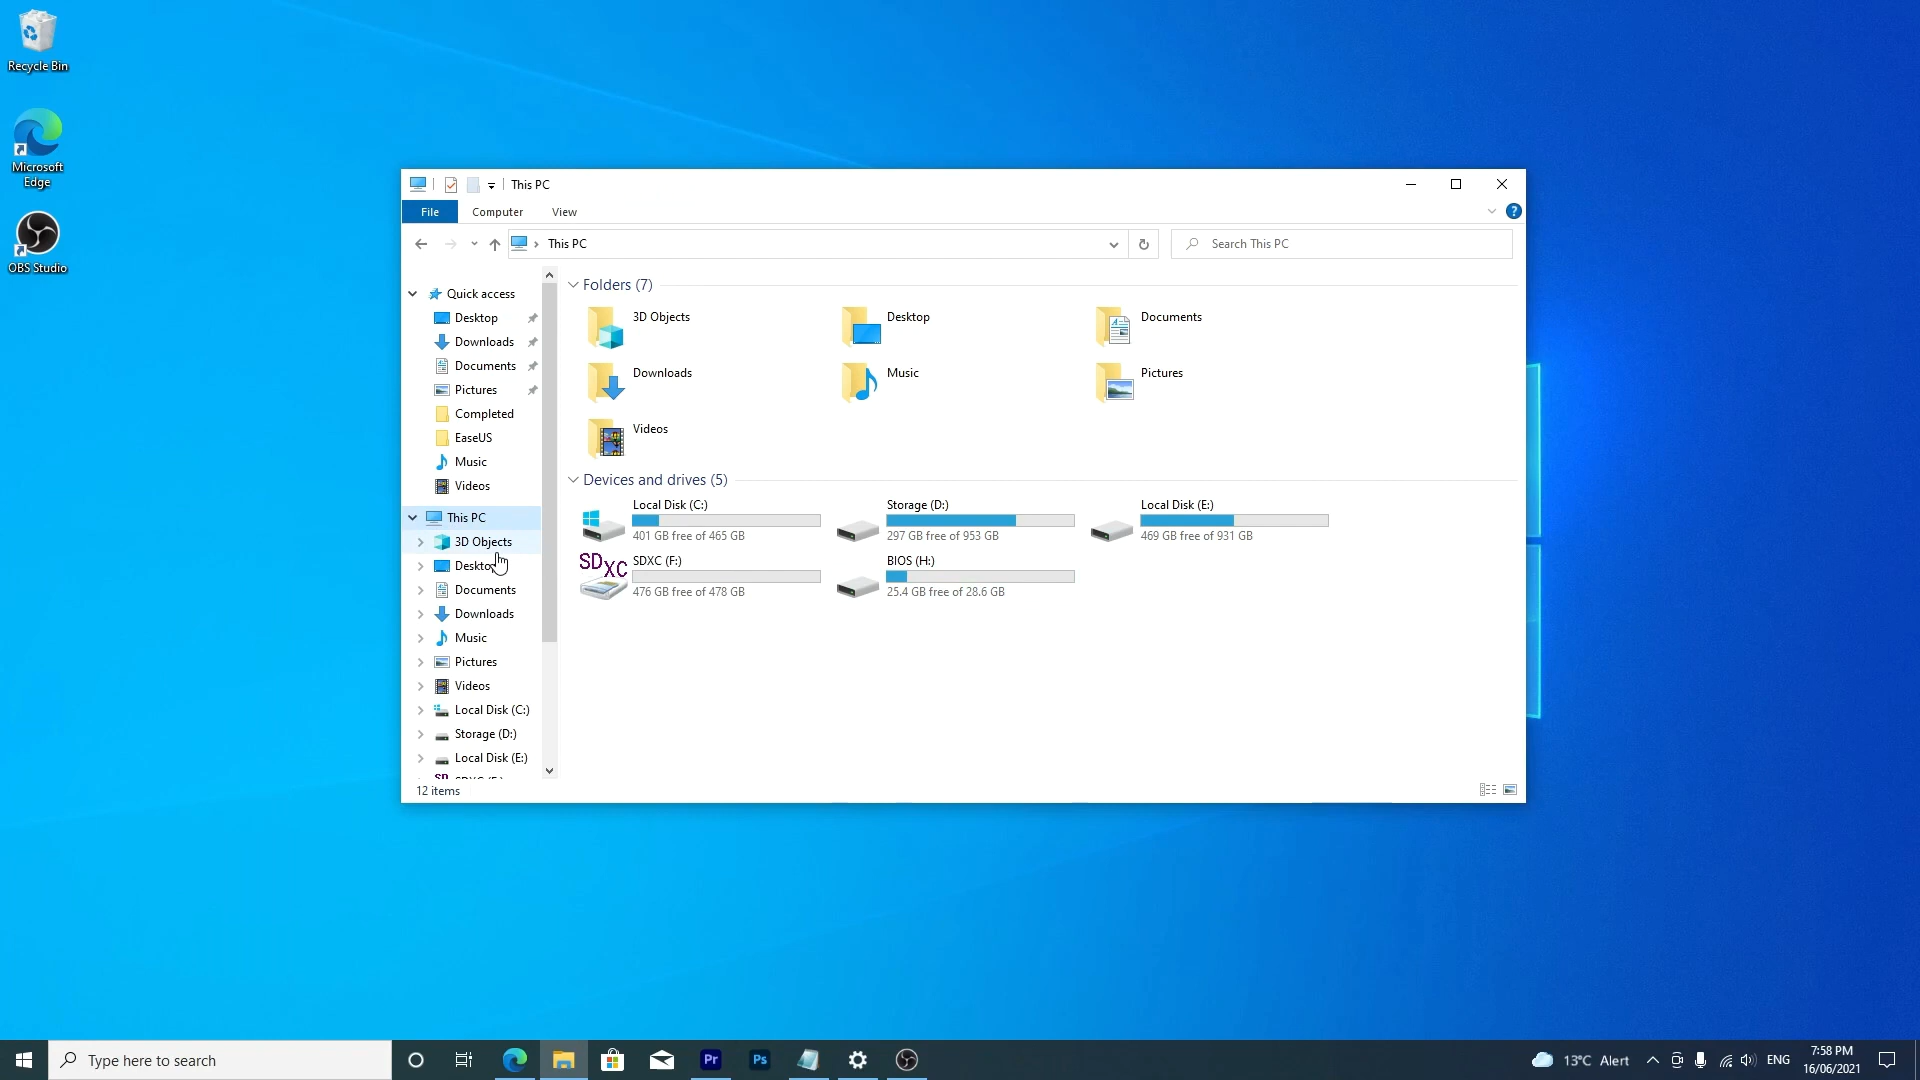 Recycle Bin
Microsoft
Edge
OBS Studio
This PC
File
Computer
View
?
This PC
Search This PC
Quick access
Desktop
Downloads
Documents
Pictures
Completed
EaseUS
Music
Videos
This PC
3D Objects
Desktop
Documents
Downloads
Music
Pictures
Videos
Local Disk (C:)
Storage (D:)
Local Disk (E:)
12 items
Folders (7)
3D Objects
Desktop
Documents
Downloads
Music
Pictures
Videos
Devices and drives (5)
Local Disk (C:)
401 GB free of 465 GB
Storage (D:)
297 GB free of 953 GB
Local Disk (E:)
469 GB free of 931 GB
SDXC
SDXC (F:)
476 GB free of 478 GB
BIOS (H:)
25.4 GB free of 28.6 GB
Type here to search
Pr
Ps
13°C Alert
ENG
7:58 PM
16/06/2021